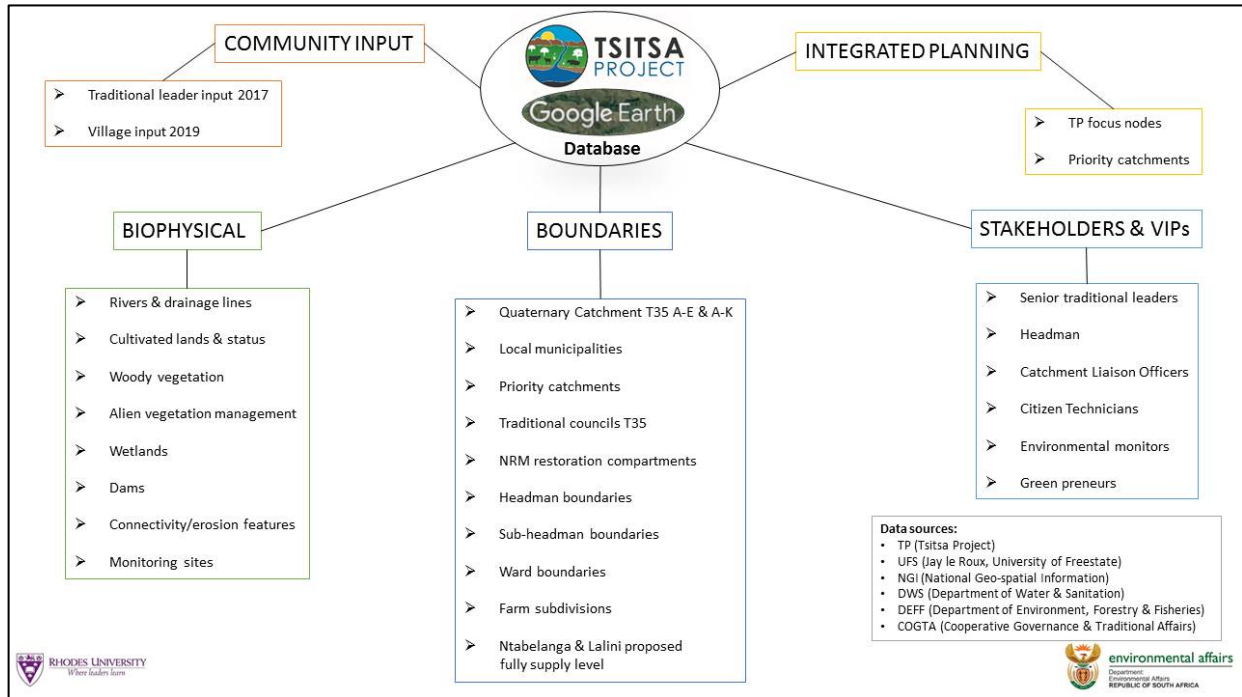 COMMUNITY INPUT
Traditional leader input 2017
Village input 2019
TSITSA
PROJECT
Google Earth
Database
INTEGRATED PLANNING
TP focus nodes
Priority catchments
BIOPHYSICAL
Rivers & drainage lines
Cultivated lands & status
Woody vegetation
Alien vegetation management
Wetlands
Dams
Connectivity/erosion features
Monitoring sites
BOUNDARIES
Quaternary Catchment T35 A-E & A-K
Local municipalities
Priority catchments
Traditional councils T35
NRM restoration compartments
Headman boundaries
Sub-headman boundaries
Ward boundaries
Farm subdivisions
Ntabelanga & Lalini proposed
fully supply level
STAKEHOLDERS & VIPs
Senior traditional leaders
Headman
Catchment Liaison Officers
Citizen Technicians
Environmental monitors
Green preneurs
Data sources:
• TP (Tsitsa Project)
• UFS (Jay le Roux, University of Freestate)
• NGI (National Geo-spatial Information)
• DWS (Department of Water & Sanitation)
• DEFF (Department of Environment, Forestry & Fisheries)
• COGTA (Cooperative Governance & Traditional Affairs)
RHODES UNIVERSITY
Where leaders learn
environmental affairs
Department:
Environmental Affairs
REPUBLIC OF SOUTH AFRICA